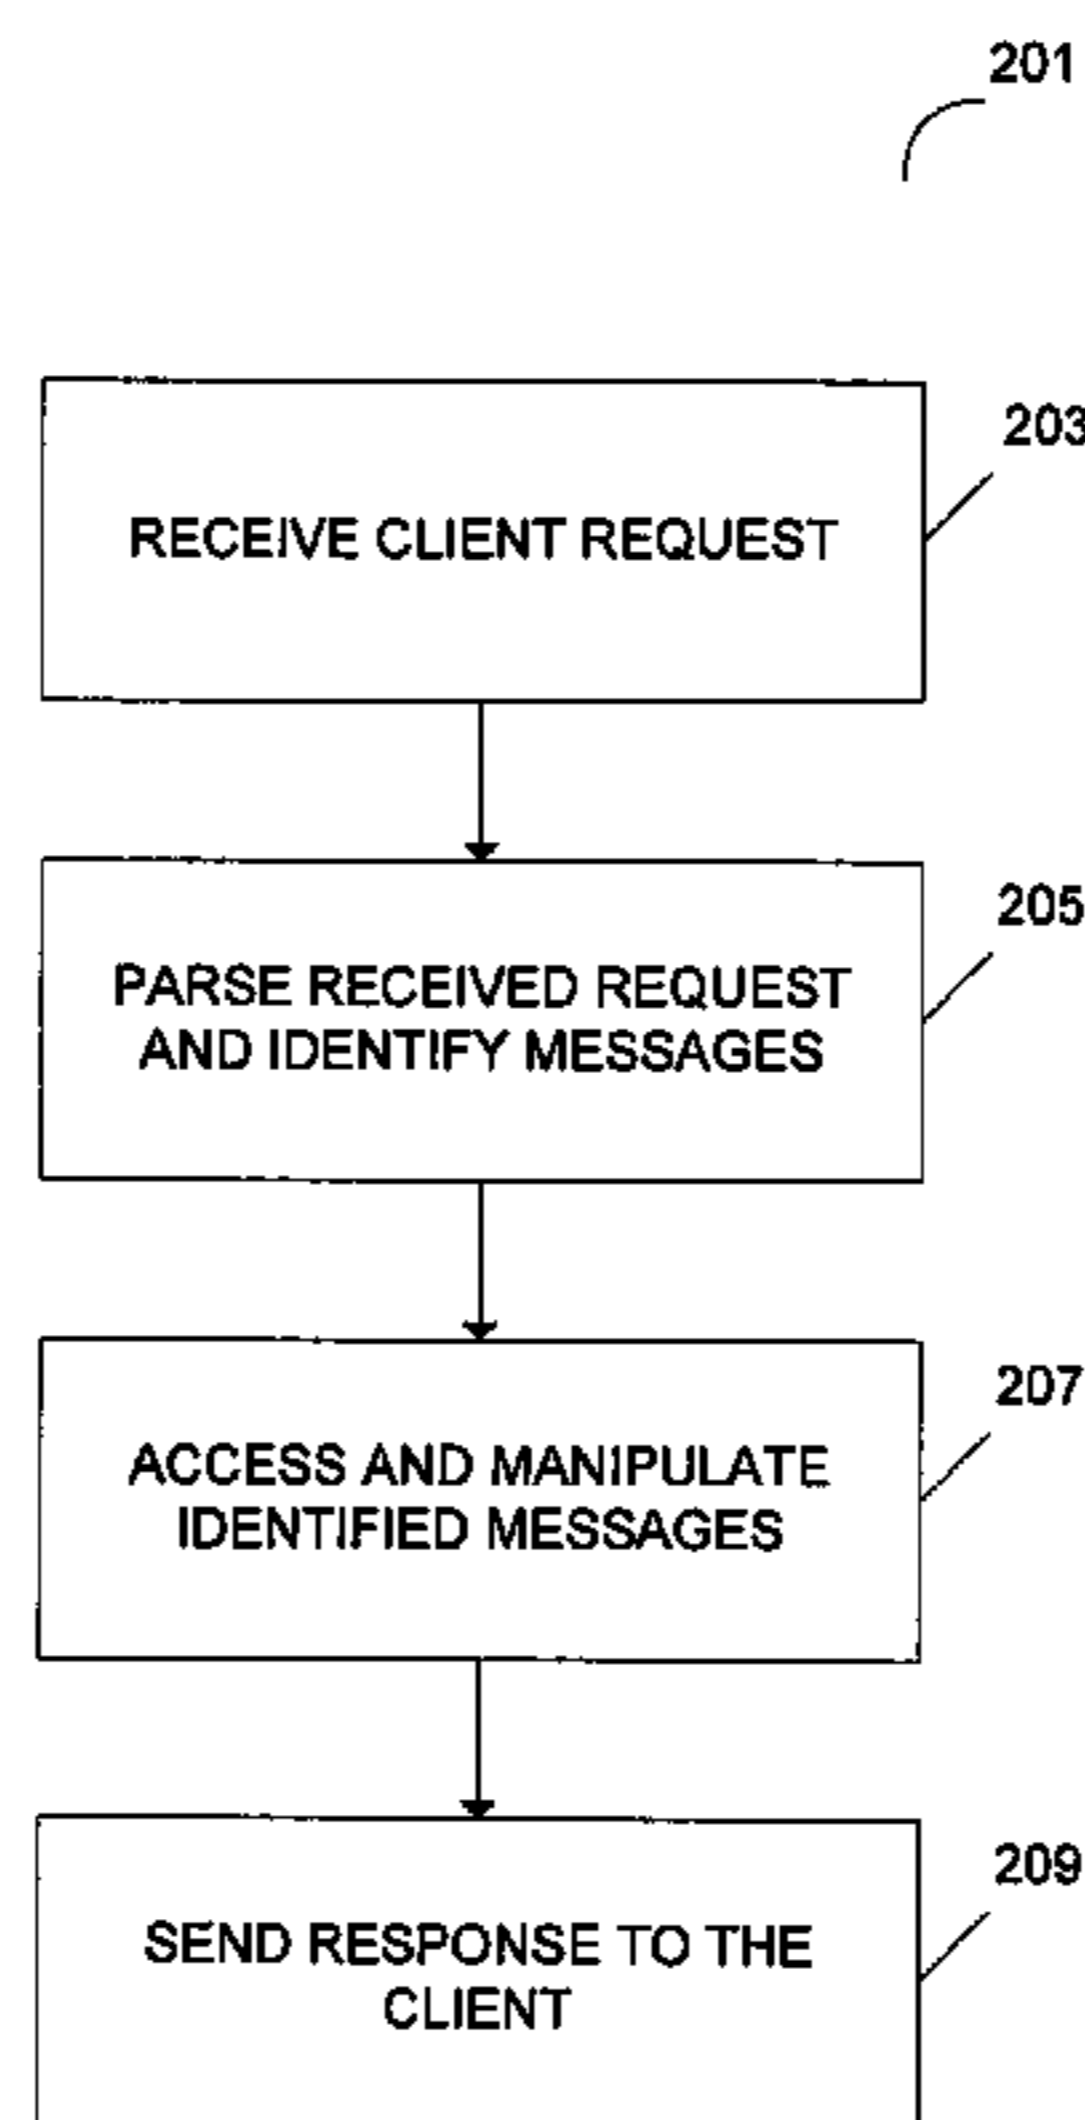 201
RECEIVE CLIENT REQUEST
203
PARSE RECEIVED REQUEST
AND IDENTIFY MESSAGES
205
ACCESS AND MANIPULATE
IDENTIFIED MESSAGES
207
SEND RESPONSE TO THE
CLIENT
209